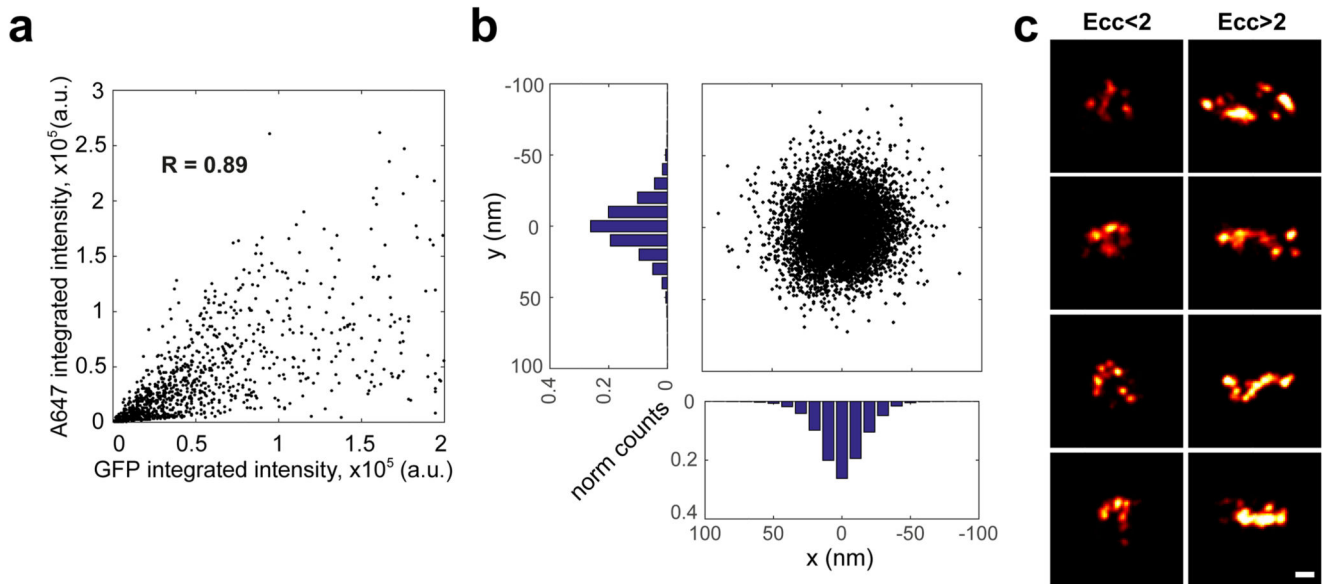 a
A647 integrated intensity, x10⁵ (a.u.)
3
2.5
2
1.5
1
0.5
0
R = 0.89
0
0.5
1
1.5
2
GFP integrated intensity, x10⁵ (a.u.)
b
y (nm)
-100
-50
0
50
100
0.4
0.2
0
norm counts
0
0.2
0.4
100
50
0
-50
-100
x (nm)
c
Ecc<2 Ecc>2